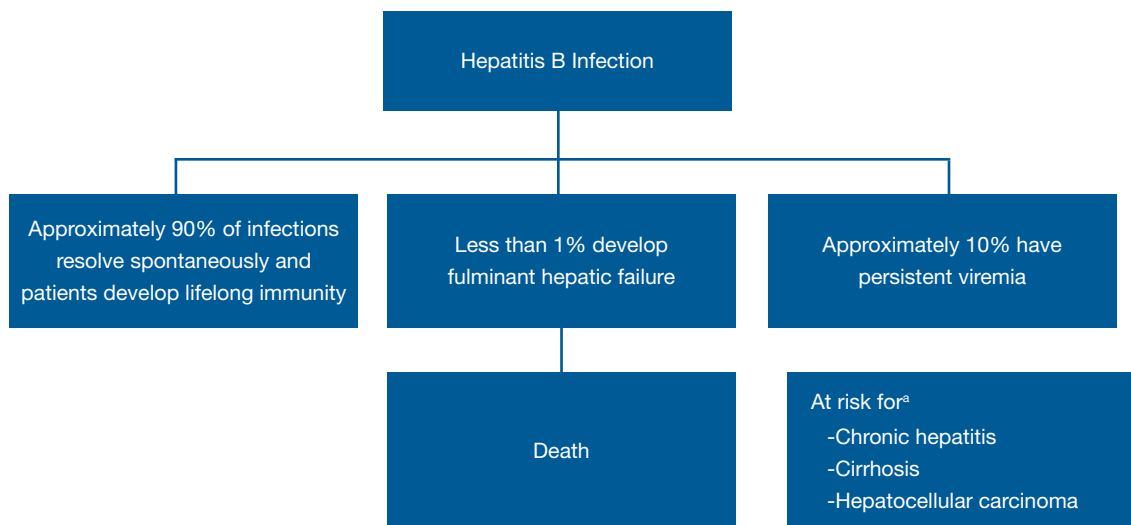 Hepatitis B Infection
Approximately 90% of infections
resolve spontaneously and
patients develop lifelong immunity
Less than 1% develop
fulminant hepatic failure
Approximately 10% have
persistent viremia
Death
At risk forᵃ
-Chronic hepatitis
-Cirrhosis
-Hepatocellular carcinoma